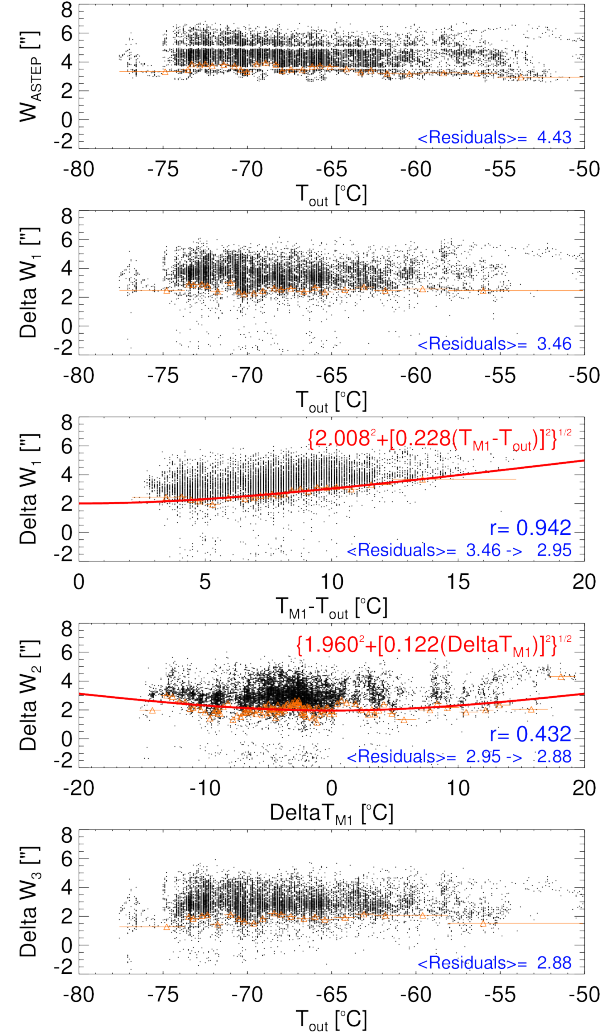 8
6
4
2
0
-2
W_ASTEP ["]
<Residuals>= 4.43
-80 -75 -70 -65 -60 -55 -50
T_out [°C]
8
6
4
2
0
-2
Delta W_1 ["]
<Residuals>= 3.46
-80 -75 -70 -65 -60 -55 -50
T_out [°C]
8
6
4
2
0
-2
Delta W_1 ["]
{2.008²+[0.228(T_M1-T_out)]²}^1/2
r= 0.942
<Residuals>= 3.46 -> 2.95
0 5 10 15 20
T_M1-T_out [°C]
8
6
4
2
0
-2
Delta W_2 ["]
{1.960²+[0.122(DeltaT_M1)]²}^1/2
r= 0.432
<Residuals>= 2.95 -> 2.88
-20 -10 0 10 20
DeltaT_M1 [°C]
8
6
4
2
0
-2
Delta W_3 ["]
<Residuals>= 2.88
-80 -75 -70 -65 -60 -55 -50
T_out [°C]